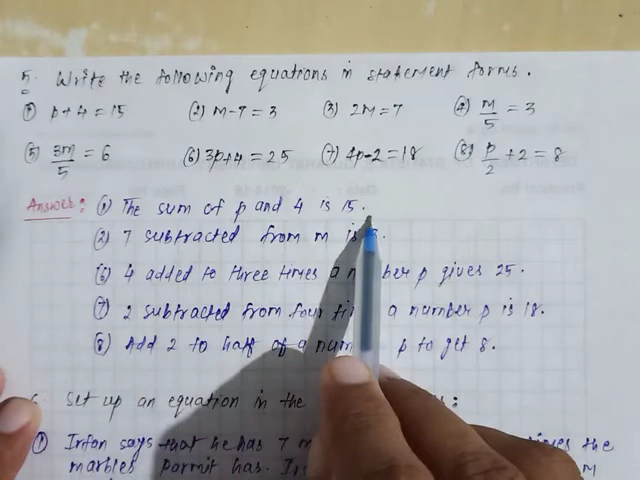 5. Write the following equations in statement forms.
(1) p+4=15 (2) m-7=3 (3) 2m=7 (4) m/5 = 3
(5) 3m/5 = 6 (6) 3p+4=25 (7) 4p-2=18 (8) p/2 +2=8
Answer: (1) The sum of p and 4 is 15.
(2) 7 subtracted from m is 3.
(6) 4 added to three times a number p gives 25.
(7) 2 subtracted from four a number p is 18.
(8) Add 2 to half of a number p to get 8.
6. Set up an equation in the
(1) Irfan says that he has 7 the
marbles Parmit has.